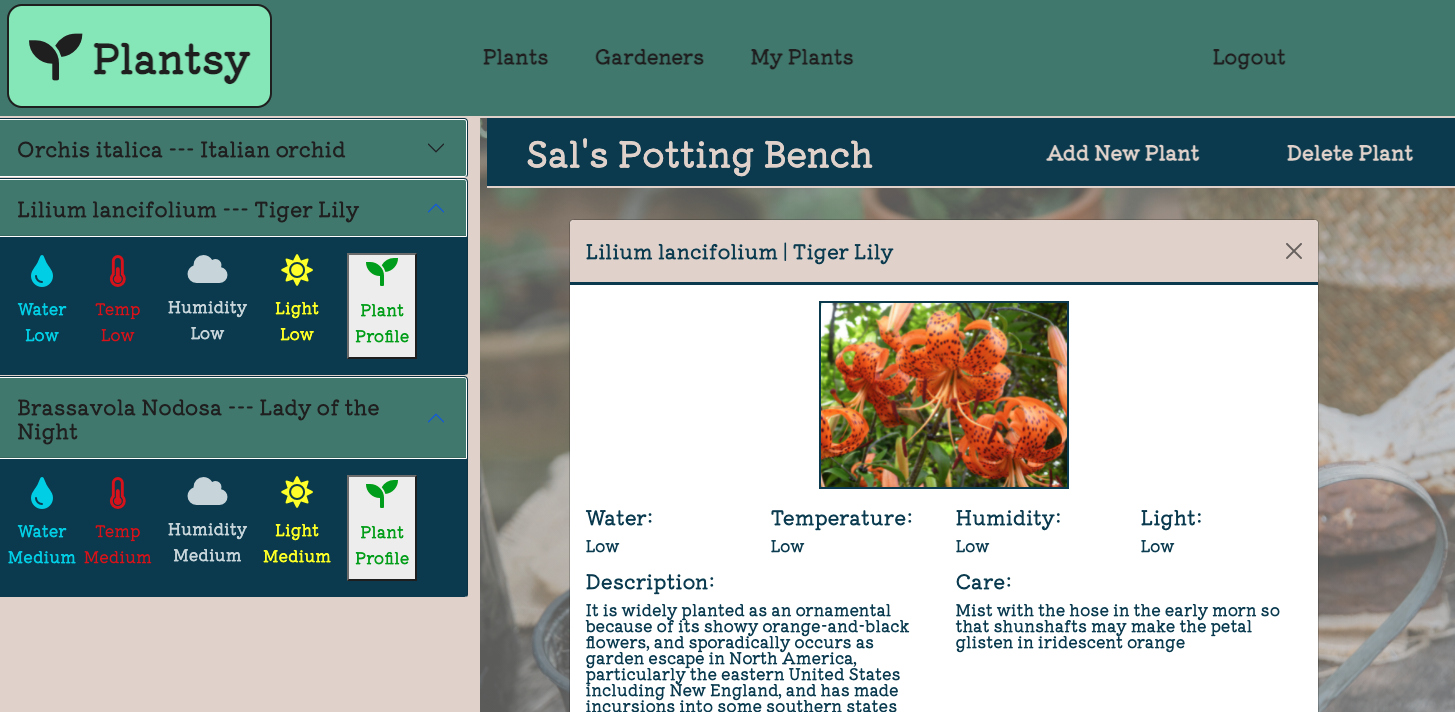 Plantsy
Plants
Gardeners
My Plants
Logout
Orchis italica --- Italian orchid
Lilium lancifolium --- Tiger Lily
Water
Low
Temp
Low
Humidity
Low
Light
Low
Plant
Profile
Brassavola Nodosa --- Lady of the
Night
Water
Medium
Temp
Medium
Humidity
Medium
Light
Medium
Plant
Profile
Sal's Potting Bench
Add New Plant
Delete Plant
Lilium lancifolium | Tiger Lily
Water:
Low
Temperature:
Low
Humidity:
Low
Light:
Low
Description:
It is widely planted as an ornamental
because of its showy orange-and-black
flowers, and sporadically occurs as
garden escape in North America,
particularly the eastern United States
including New England, and has made
incursions into some southern states
Care:
Mist with the hose in the early morn so
that shunshafts may make the petal
glisten in iridescent orange